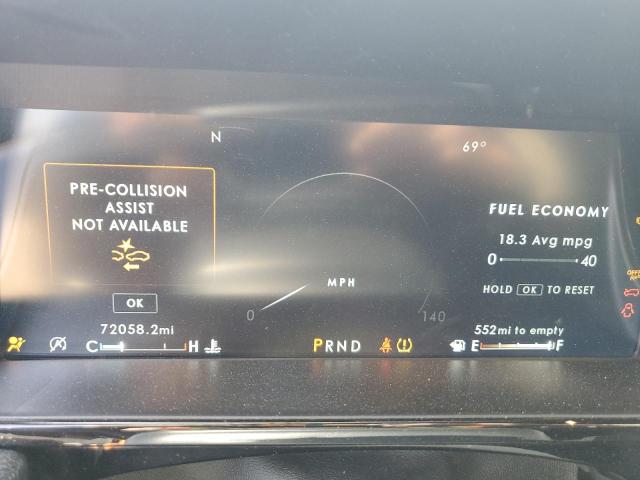 N
69°
PRE-COLLISION
ASSIST
NOT AVAILABLE
OK
FUEL ECONOMY
18.3 Avg mpg
0 40
HOLD OK TO RESET
MPH
0 140
72058.2mi
552mi to empty
C H
PRND
E F
OFF